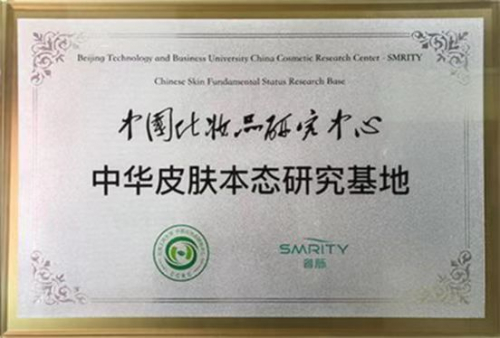 Beijing Technology and Business University China Cosmetic Research Center · SMRITY
Chinese Skin Fundamental Status Research Base
中国化妆品研究中心
中华皮肤本态研究基地
SMRITY